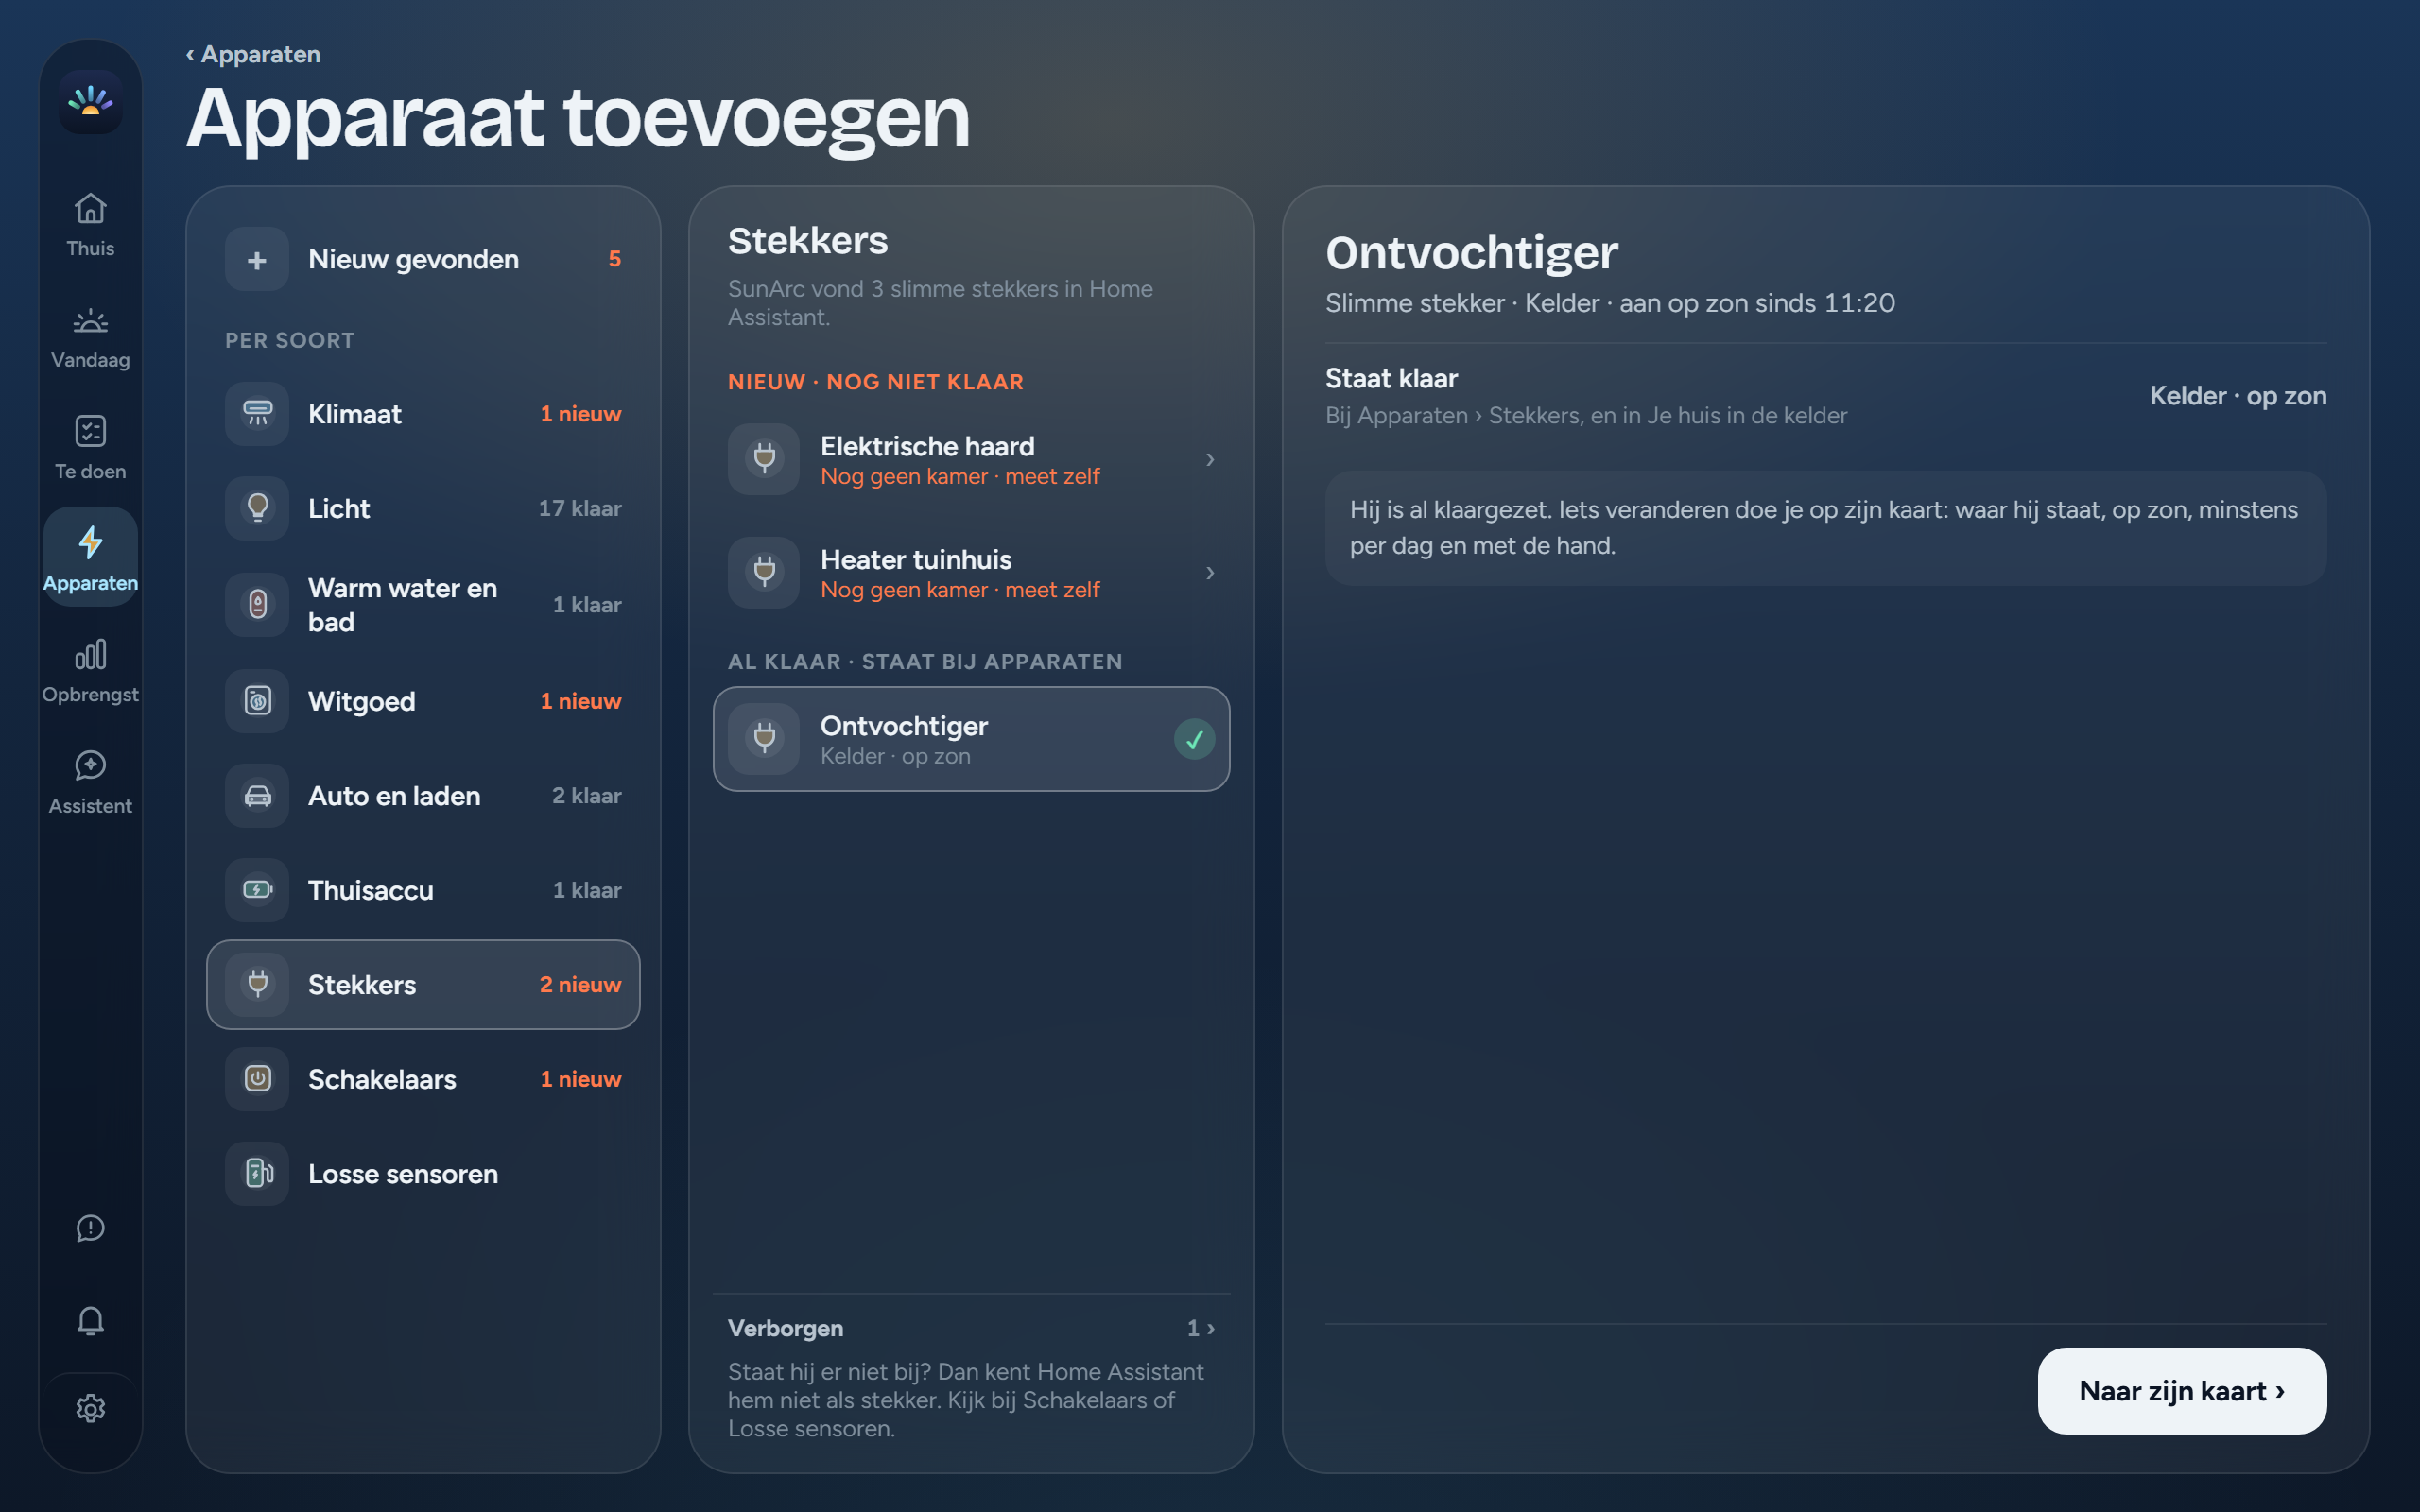 ‹ Apparaten
Apparaat toevoegen
Thuis
Vandaag
Te doen
Apparaten
Opbrengst
Assistent
+ Nieuw gevonden 5
PER SOORT
Klimaat 1 nieuw
Licht 17 klaar
Warm water en
bad 1 klaar
Witgoed 1 nieuw
Auto en laden 2 klaar
Thuisaccu 1 klaar
Stekkers 2 nieuw
Schakelaars 1 nieuw
Losse sensoren
Stekkers
SunArc vond 3 slimme stekkers in Home
Assistant.
NIEUW · NOG NIET KLAAR
Elektrische haard
Nog geen kamer · meet zelf ›
Heater tuinhuis
Nog geen kamer · meet zelf ›
AL KLAAR · STAAT BIJ APPARATEN
Ontvochtiger
Kelder · op zon ✓
Verborgen 1 ›
Staat hij er niet bij? Dan kent Home Assistant
hem niet als stekker. Kijk bij Schakelaars of
Losse sensoren.
Ontvochtiger
Slimme stekker · Kelder · aan op zon sinds 11:20
Staat klaar
Bij Apparaten › Stekkers, en in Je huis in de kelder
Kelder · op zon
Hij is al klaargezet. Iets veranderen doe je op zijn kaart: waar hij staat, op zon, minstens
per dag en met de hand.
Naar zijn kaart ›